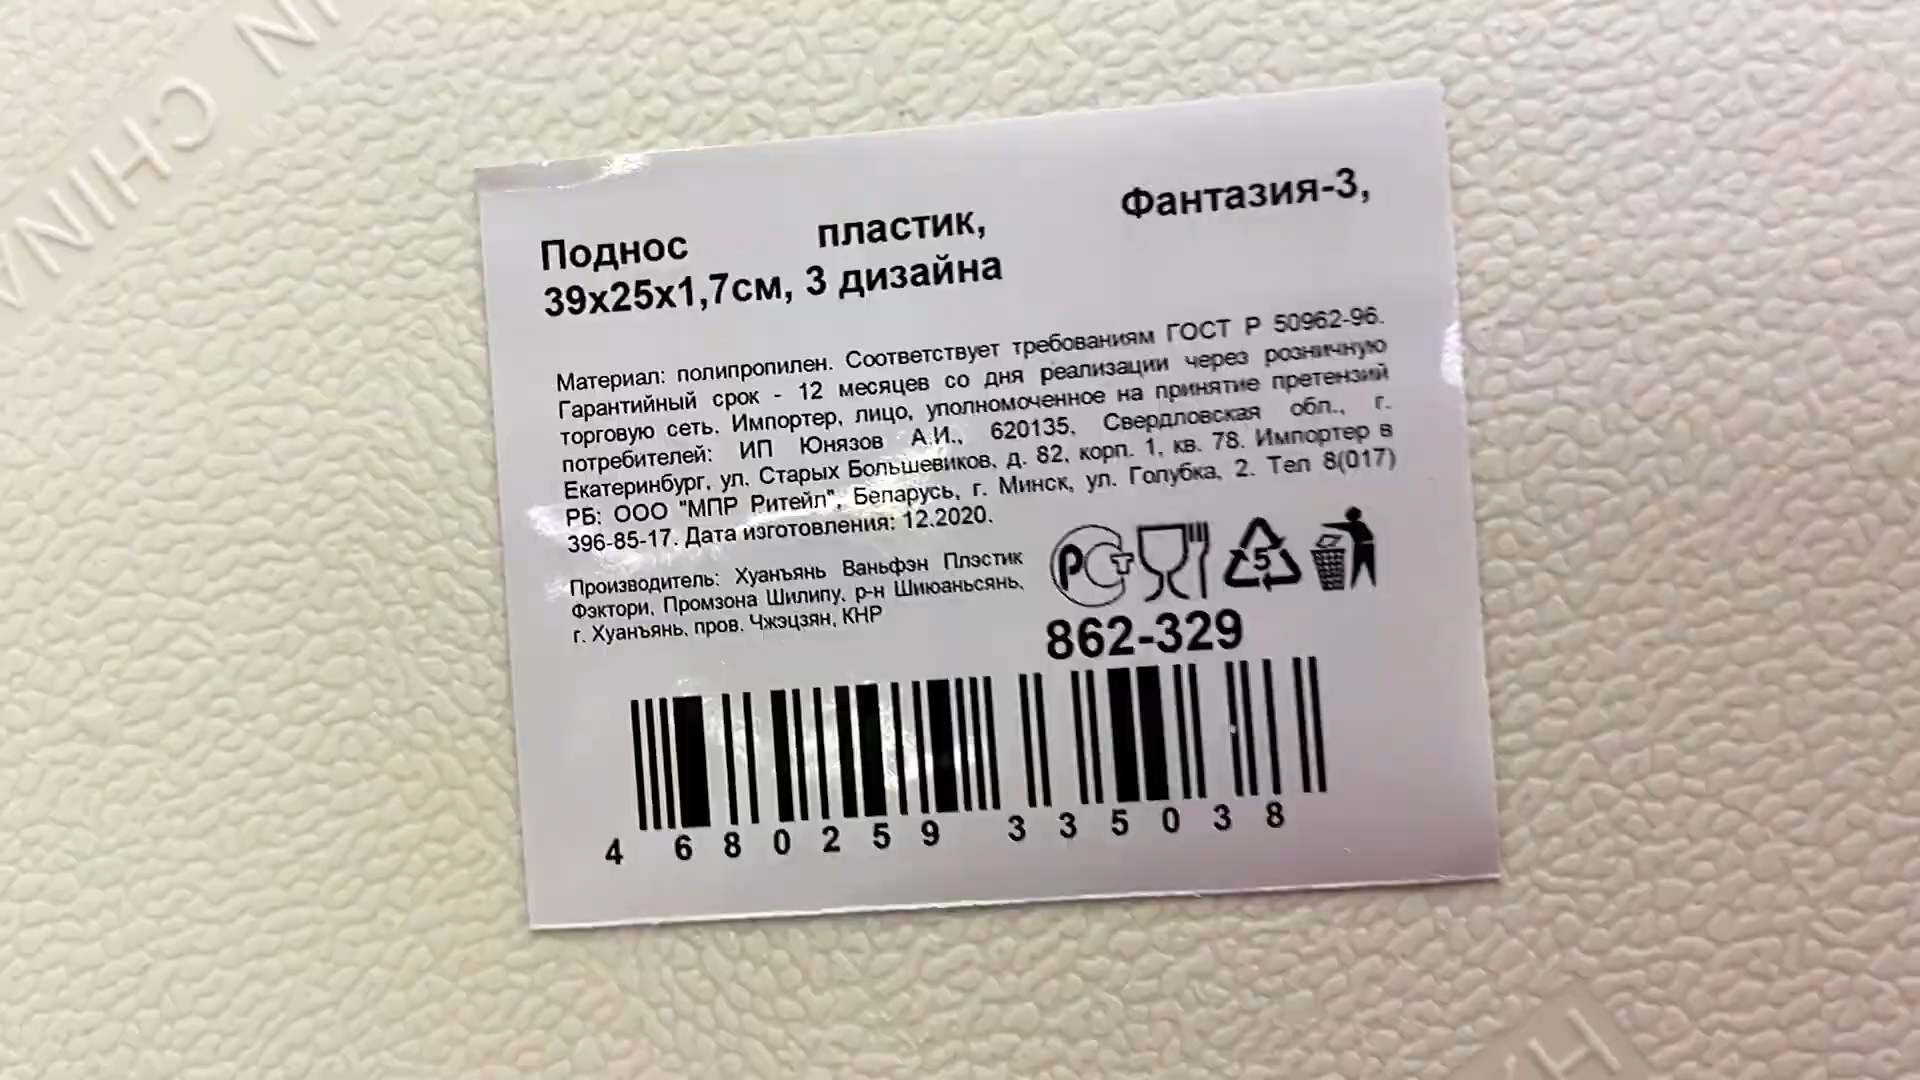 IN CHINA
Поднос пластик, Фантазия-3,
39х25х1,7см, 3 дизайна
Материал: полипропилен. Соответствует требованиям ГОСТ Р 50962-96.
Гарантийный срок - 12 месяцев со дня реализации через розничную
торговую сеть. Импортер, лицо, уполномоченное на принятие претензий
потребителей: ИП Юнязов А.И., 620135, Свердловская обл., г.
Екатеринбург, ул. Старых Большевиков, д. 82, корп. 1, кв. 78. Импортер в
РБ: ООО "МПР Ритейл", Беларусь, г. Минск, ул. Голубка, 2. Тел 8(017)
396-85-17. Дата изготовления: 12.2020.
Производитель: Хуанъянь Ваньфэн Плэстик
Фэктори, Промзона Шилипу, р-н Шиюаньсянь,
г. Хуанъянь, пров. Чжэцзян, КНР
РСТ
5
862-329
4 680259 335038